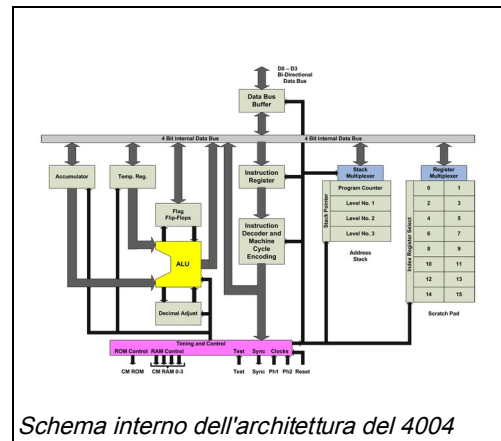 D0 – D3
Bi-Directional
Data Bus
Data Bus
Buffer
4 Bit internal Data Bus
4 Bit internal Data Bus
Accumulator
Temp. Reg.
Flag
Flip-Flops
ALU
Decimal Adjust
Instruction
Register
Instruction
Decoder and
Machine
Cycle
Encoding
Stack
Multiplexer
Stack Pointer
Program Counter
Level No. 1
Level No. 2
Level No. 3
Address
Stack
Register
Multiplexer
Index Register Select
0 1
2 3
4 5
6 7
8 9
10 11
12 13
14 15
Scratch Pad
Timing and Control
ROM Control RAM Control Test Sync Clocks
CM ROM CM RAM 0-3 Test Sync Ph1 Ph2 Reset
Schema interno dell'architettura del 4004